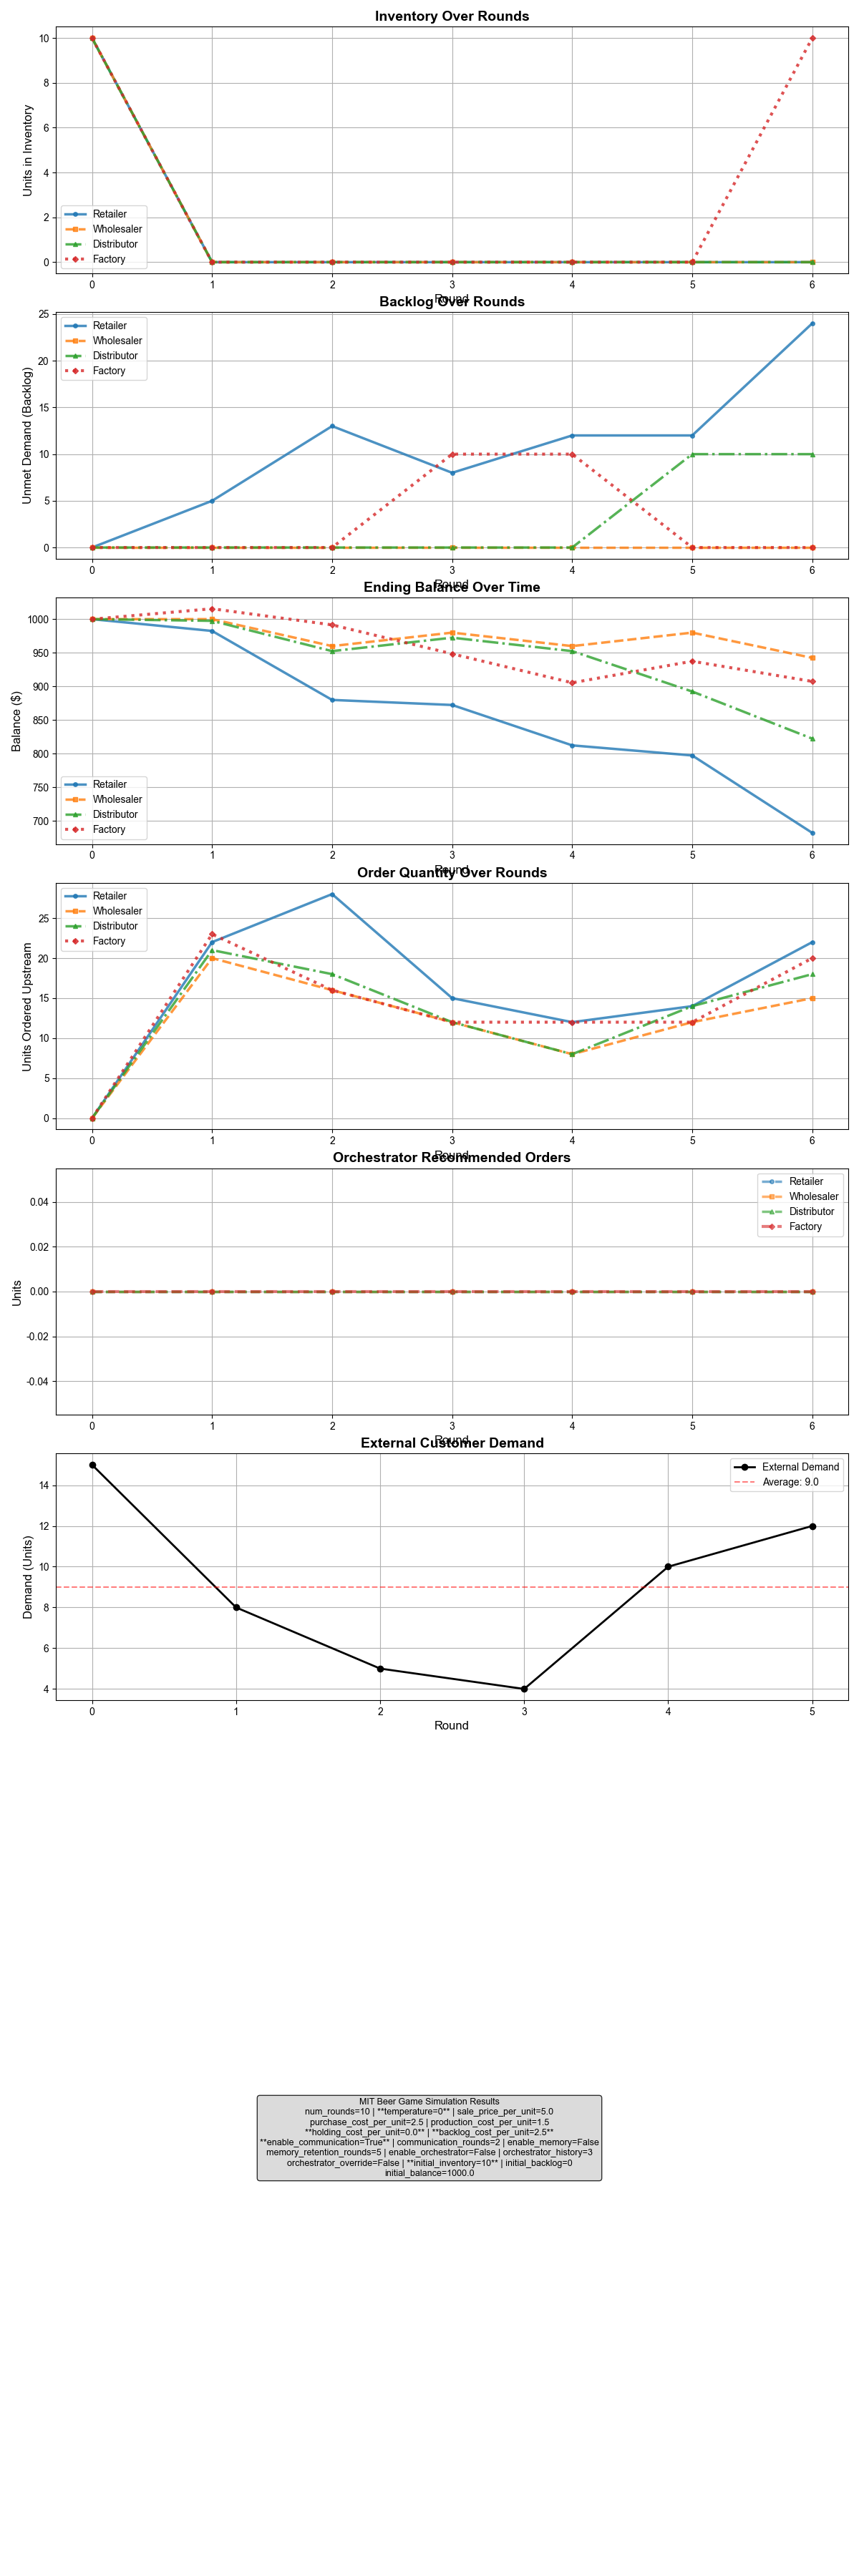 Inventory Over Rounds
Units in Inventory
10
8
6
4
2
0
Retailer
Wholesaler
Distributor
Factory
0 1 2 3 4 5 6
Round
Backlog Over Rounds
Unmet Demand (Backlog)
25
20
15
10
5
0
Retailer
Wholesaler
Distributor
Factory
0 1 2 3 4 5 6
Round
Ending Balance Over Time
Balance ($)
1000
950
900
850
800
750
700
Retailer
Wholesaler
Distributor
Factory
0 1 2 3 4 5 6
Round
Order Quantity Over Rounds
Units Ordered Upstream
25
20
15
10
5
0
Retailer
Wholesaler
Distributor
Factory
0 1 2 3 4 5 6
Round
Orchestrator Recommended Orders
Units
0.04
0.02
0.00
-0.02
-0.04
Retailer
Wholesaler
Distributor
Factory
0 1 2 3 4 5 6
Round
External Customer Demand
Demand (Units)
14
12
10
8
6
4
External Demand
Average: 9.0
0 1 2 3 4 5
Round
MIT Beer Game Simulation Results
num_rounds=10 | **temperature=0** | sale_price_per_unit=5.0
purchase_cost_per_unit=2.5 | production_cost_per_unit=1.5
**holding_cost_per_unit=0.0** | **backlog_cost_per_unit=2.5**
**enable_communication=True** | communication_rounds=2 | enable_memory=False
memory_retention_rounds=5 | enable_orchestrator=False | orchestrator_history=3
orchestrator_override=False | **initial_inventory=10** | initial_backlog=0
initial_balance=1000.0